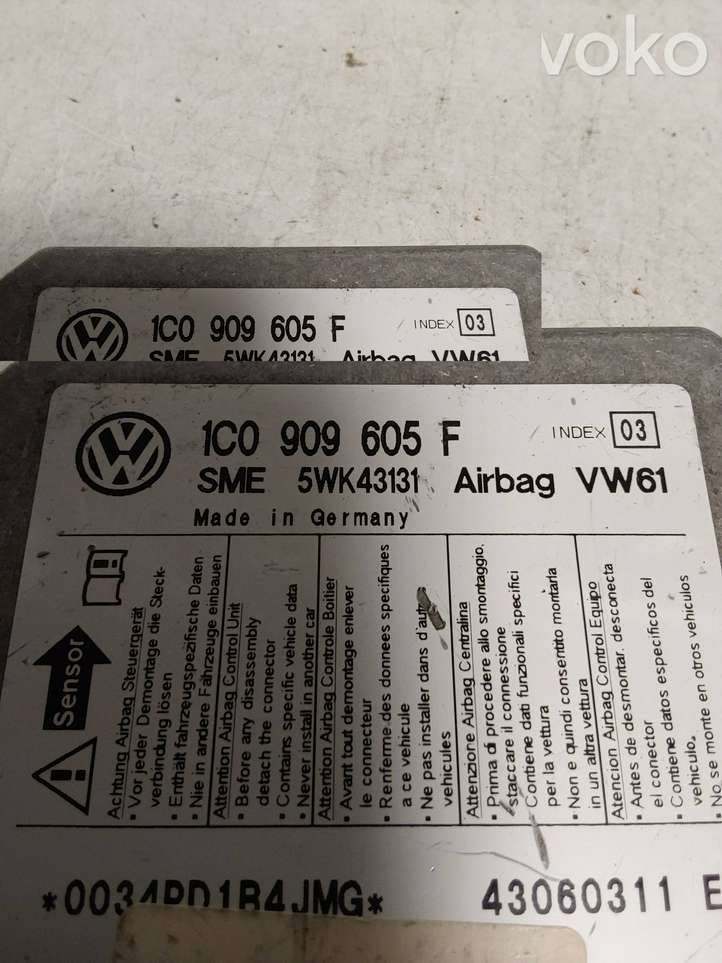 voko
1C0 909 605 F INDEX 03
SME 5WK43131 Airbag VW61
1C0 909 605 F INDEX 03
SME 5WK43131 Airbag VW61
Made in Germany
Sensor
Achtung Airbag Steuergerät
• Vor jeder Demontage die Steck-
verbindung lösen
• Enthält fahrzeugspezifische Daten
• Nie in andere Fahrzeuge einbauen
Attention Airbag Control Unit
• Before any disassembly
detach the connector
• Contains specific vehicle data
• Never install in another car
Attention Airbag Controle Boitier
• Avant tout demontage enlever
le connecteur
• Renferme des donnees specifiques
a ce vehicule
• Ne pas installer dans d'autres
vehicules
Attenzione Airbag Centralina
• Prima di procedere allo smontaggio,
staccare il connessione
• Contiene dati funzionali specifici
per la vettura
• Non e quindi consentito montarla
in un altra vettura
Atencion Airbag Control Equipo
• Antes de desmontar, desconecta
el conector
• Contiene datos especificos del
vehiculo.
• No se monte en otros vehiculos
*0034PD1B4JMG* 43060311 E